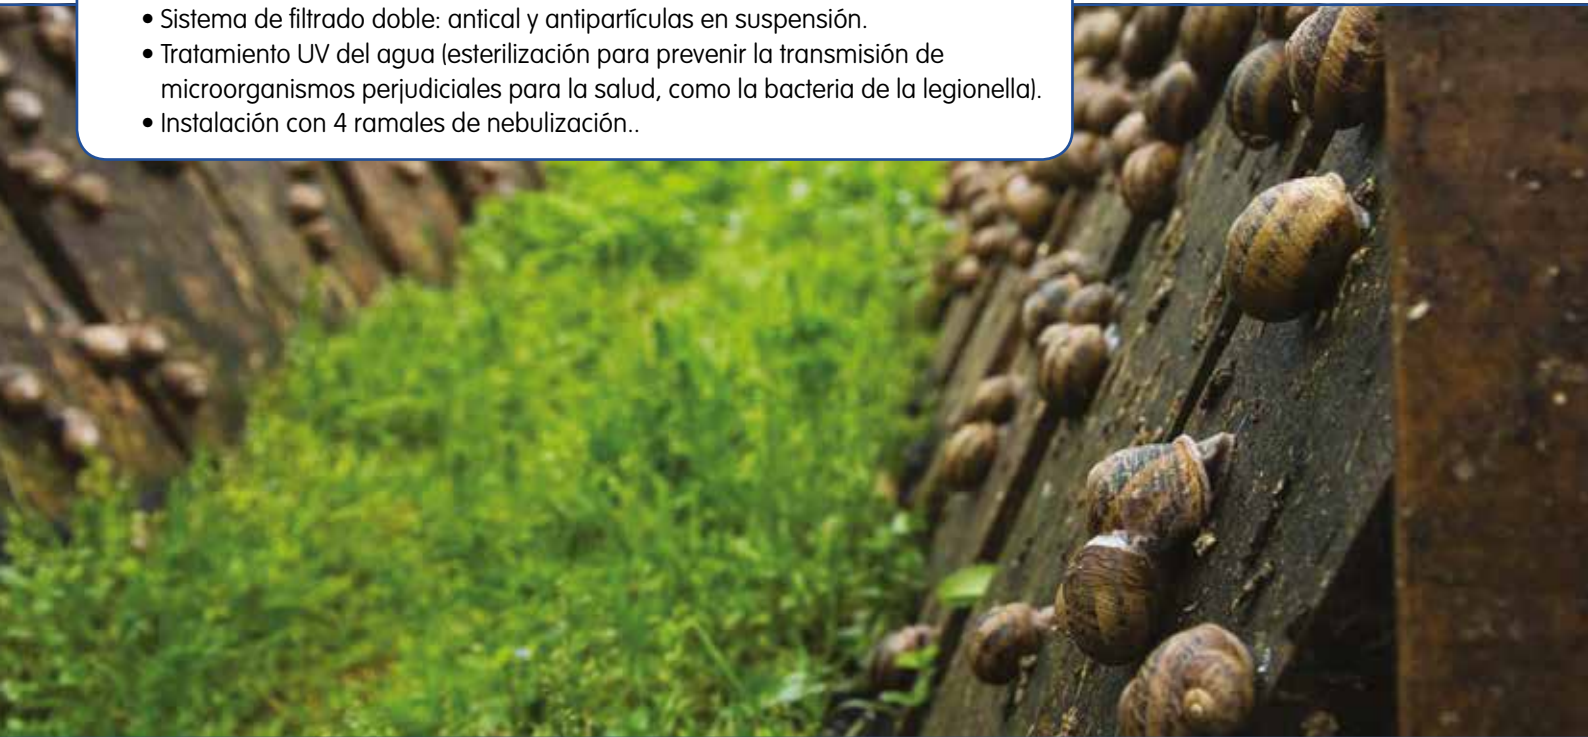 • Sistema de filtrado doble: antical y antipartículas en suspensión.
• Tratamiento UV del agua (esterilización para prevenir la transmisión de
microorganismos perjudiciales para la salud, como la bacteria de la legionella).
• Instalación con 4 ramales de nebulización..